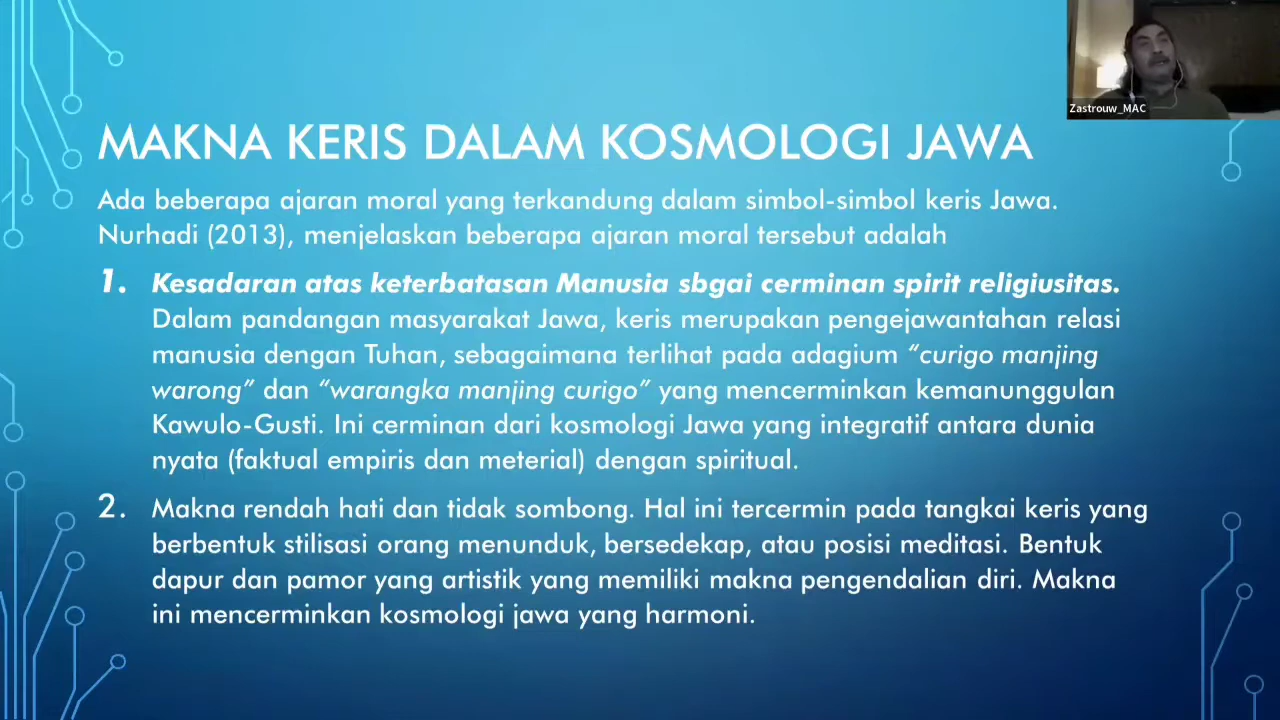 Zastrouw_MAC
MAKNA KERIS DALAM KOSMOLOGI JAWA
Ada beberapa ajaran moral yang terkandung dalam simbol-simbol keris Jawa.
Nurhadi (2013), menjelaskan beberapa ajaran moral tersebut adalah
1. Kesadaran atas keterbatasan Manusia sbgai cerminan spirit religiusitas.
Dalam pandangan masyarakat Jawa, keris merupakan pengejawantahan relasi
manusia dengan Tuhan, sebagaimana terlihat pada adagium “curigo manjing
warong” dan “warangka manjing curigo” yang mencerminkan kemanunggulan
Kawulo-Gusti. Ini cerminan dari kosmologi Jawa yang integratif antara dunia
nyata (faktual empiris dan meterial) dengan spiritual.
2. Makna rendah hati dan tidak sombong. Hal ini tercermin pada tangkai keris yang
berbentuk stilisasi orang menunduk, bersedekap, atau posisi meditasi. Bentuk
dapur dan pamor yang artistik yang memiliki makna pengendalian diri. Makna
ini mencerminkan kosmologi jawa yang harmoni.